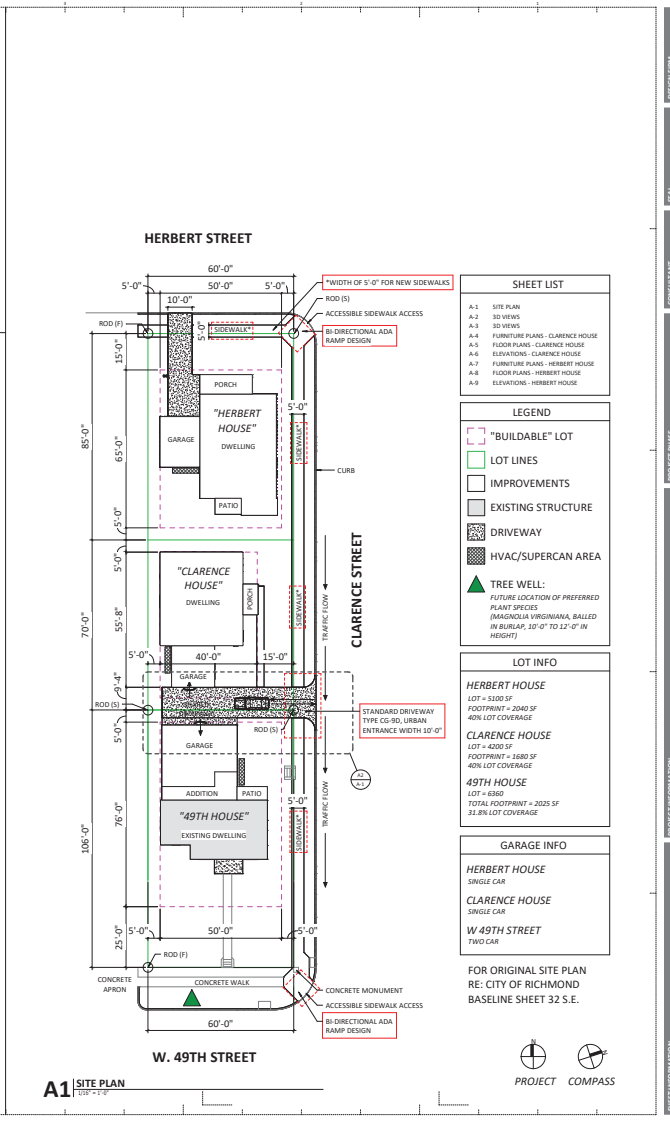 HERBERT STREET
60'-0"
5'-0"
50'-0"
5'-0"
10'-0"
*WIDTH OF 5'-0" FOR NEW SIDEWALKS
ROD (S)
ACCESSIBLE SIDEWALK ACCESS
BI-DIRECTIONAL ADA
RAMP DESIGN
ROD (F)
5'-0"
SIDEWALK*
15'-0"
PORCH
"HERBERT
HOUSE"
DWELLING
GARAGE
5'-0"
SIDEWALK*
85'-0"
65'-0"
CURB
PATIO
5'-0"
5'-0"
"CLARENCE
HOUSE"
DWELLING
PORCH
CLARENCE STREET
SIDEWALK*
TRAFFIC FLOW
70'-0"
55'-8"
5'-0"
40'-0"
15'-0"
GARAGE
9'-4"
ROD (S)
ROD (S)
STANDARD DRIVEWAY
TYPE CG-9D, URBAN
ENTRANCE WIDTH 10'-0"
5'-0"
GARAGE
A2
A-1
ADDITION
PATIO
"49TH HOUSE"
EXISTING DWELLING
5'-0"
SIDEWALK*
TRAFFIC FLOW
76'-0"
106'-0"
25'-0"
5'-0"
50'-0"
5'-0"
ROD (F)
CONCRETE
APRON
CONCRETE WALK
CONCRETE MONUMENT
ACCESSIBLE SIDEWALK ACCESS
BI-DIRECTIONAL ADA
RAMP DESIGN
60'-0"
W. 49TH STREET
A1
SITE PLAN
1/16" = 1'-0"
SHEET LIST
A-1 SITE PLAN
A-2 3D VIEWS
A-3 3D VIEWS
A-4 FURNITURE PLANS - CLARENCE HOUSE
A-5 FLOOR PLANS - CLARENCE HOUSE
A-6 ELEVATIONS - CLARENCE HOUSE
A-7 FURNITURE PLANS - HERBERT HOUSE
A-8 FLOOR PLANS - HERBERT HOUSE
A-9 ELEVATIONS - HERBERT HOUSE
LEGEND
"BUILDABLE" LOT
LOT LINES
IMPROVEMENTS
EXISTING STRUCTURE
DRIVEWAY
HVAC/SUPERCAN AREA
TREE WELL:
FUTURE LOCATION OF PREFERRED
PLANT SPECIES
(MAGNOLIA VIRGINIANA, BALLED
IN BURLAP, 10'-0" TO 12'-0" IN
HEIGHT)
LOT INFO
HERBERT HOUSE
LOT = 5100 SF
FOOTPRINT = 2040 SF
40% LOT COVERAGE
CLARENCE HOUSE
LOT = 4200 SF
FOOTPRINT = 1680 SF
40% LOT COVERAGE
49TH HOUSE
LOT = 6360
TOTAL FOOTPRINT = 2025 SF
31.8% LOT COVERAGE
GARAGE INFO
HERBERT HOUSE
SINGLE CAR
CLARENCE HOUSE
SINGLE CAR
W 49TH STREET
TWO CAR
FOR ORIGINAL SITE PLAN
RE: CITY OF RICHMOND
BASELINE SHEET 32 S.E.
N
PROJECT
COMPASS